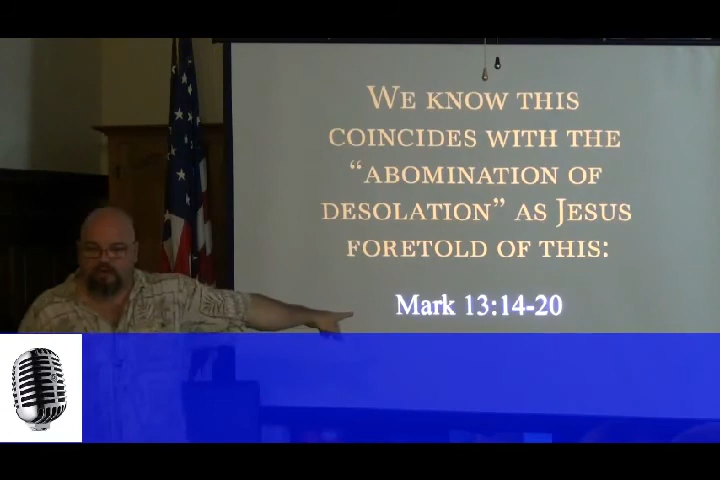 We know this
coincides with the
“abomination of
desolation” as Jesus
foretold of this:
Mark 13:14-20